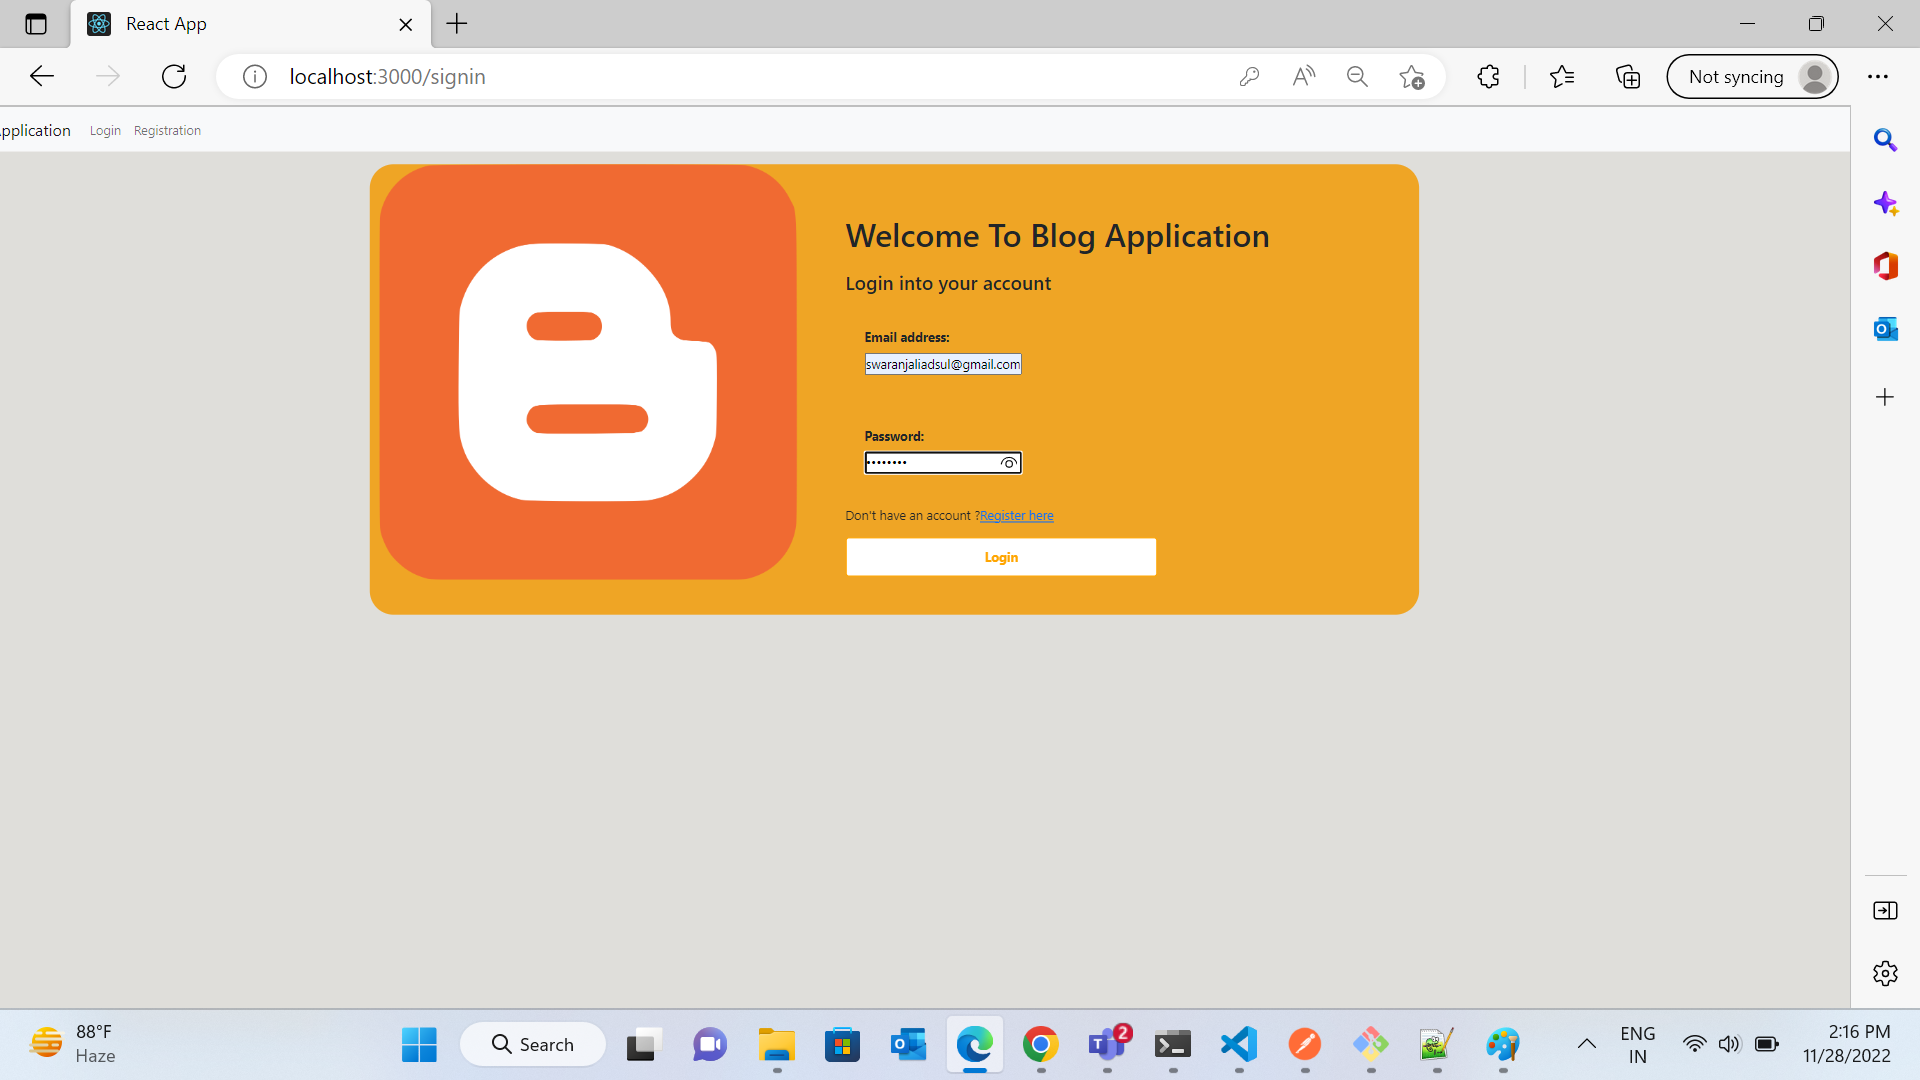 React App
localhost:3000/signin
Not syncing
pplication Login Registration
Welcome To Blog Application
Login into your account
Email address:
swaranjaliadsul@gmail.com
Password:
••••••••
Don't have an account ?Register here
Login
88°F
Haze
Search
2
ENG
IN
2:16 PM
11/28/2022